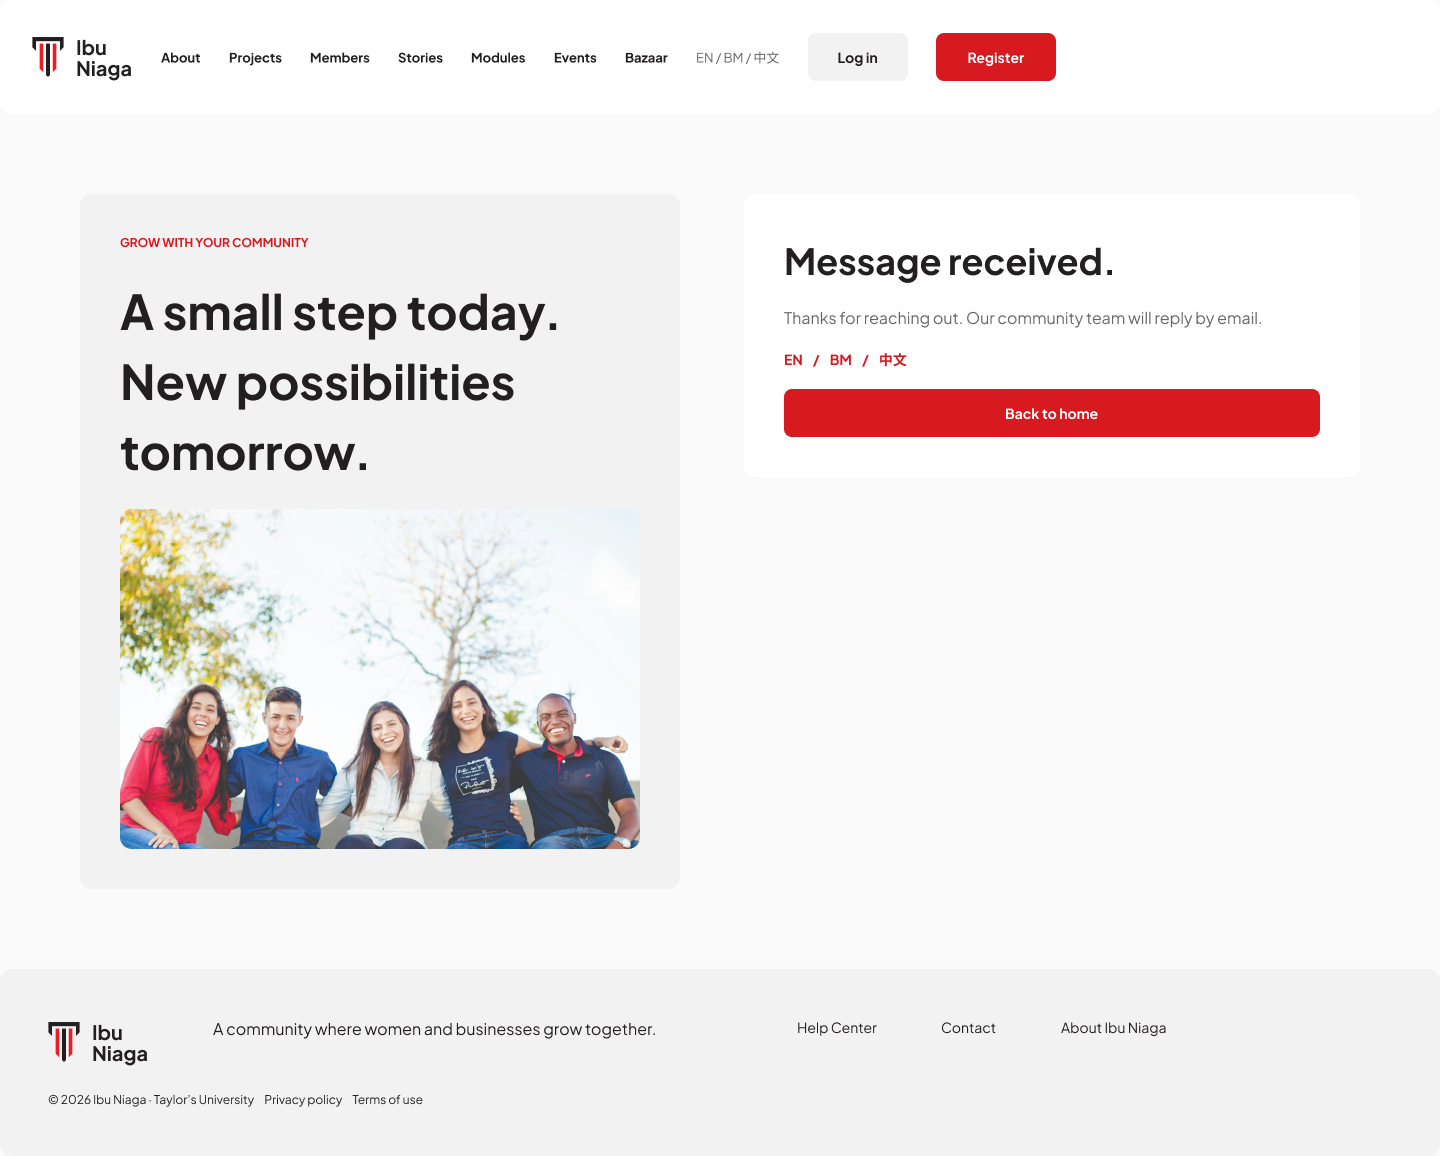 Ibu
Niaga
About
Projects
Members
Stories
Modules
Events
Bazaar
EN / BM / 中文
Log in
Register
GROW WITH YOUR COMMUNITY
A small step today.
New possibilities
tomorrow.
Message received.
Thanks for reaching out. Our community team will reply by email.
EN / BM / 中文
Back to home
Ibu
Niaga
A community where women and businesses grow together.
Help Center
Contact
About Ibu Niaga
© 2026 Ibu Niaga · Taylor's University
Privacy policy
Terms of use